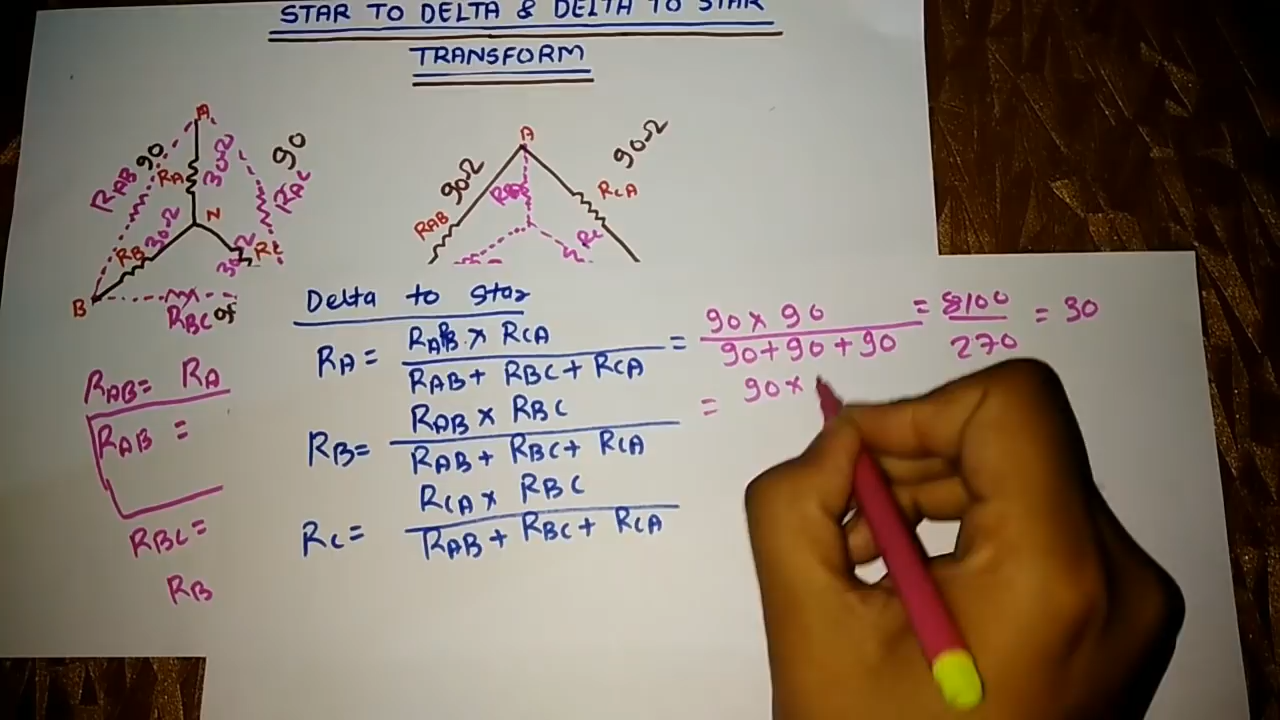 STAR TO DELTA & DELTA TO STAR
TRANSFORM
A
RAB 90
RA 30Ω
90
RAC
N
RB 30Ω
30Ω
B
RBC of
A
90Ω
RAB
90Ω
RCA
RC
Delta to Star
RA = RAB × RCA / RAB + RBC + RCA = 90 × 90 / 90 + 90 + 90 = 8100 / 270 = 30
RB = RAB × RBC / RAB + RBC + RCA = 90 ×
RC = RCA × RBC / RAB + RBC + RCA
RAB = RA
RAB =
RBC =
RB